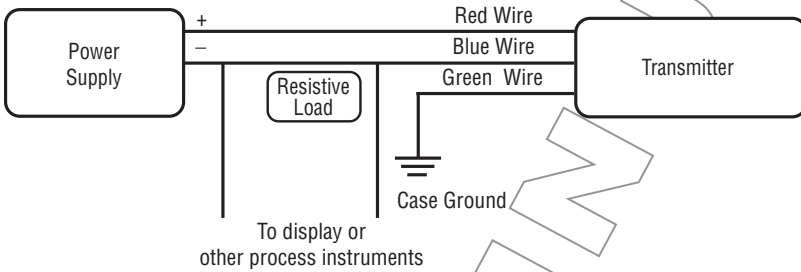 Power
Supply
+
–
Red Wire
Blue Wire
Green Wire
Resistive
Load
Transmitter
Case Ground
To display or
other process instruments